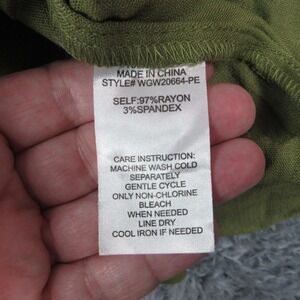 MADE IN CHINA
STYLE# WGW20664-PE
SELF:97%RAYON
3%SPANDEX
CARE INSTRUCTION:
MACHINE WASH COLD
SEPARATELY
GENTLE CYCLE
ONLY NON-CHLORINE
BLEACH
WHEN NEEDED
LINE DRY
COOL IRON IF NEEDED